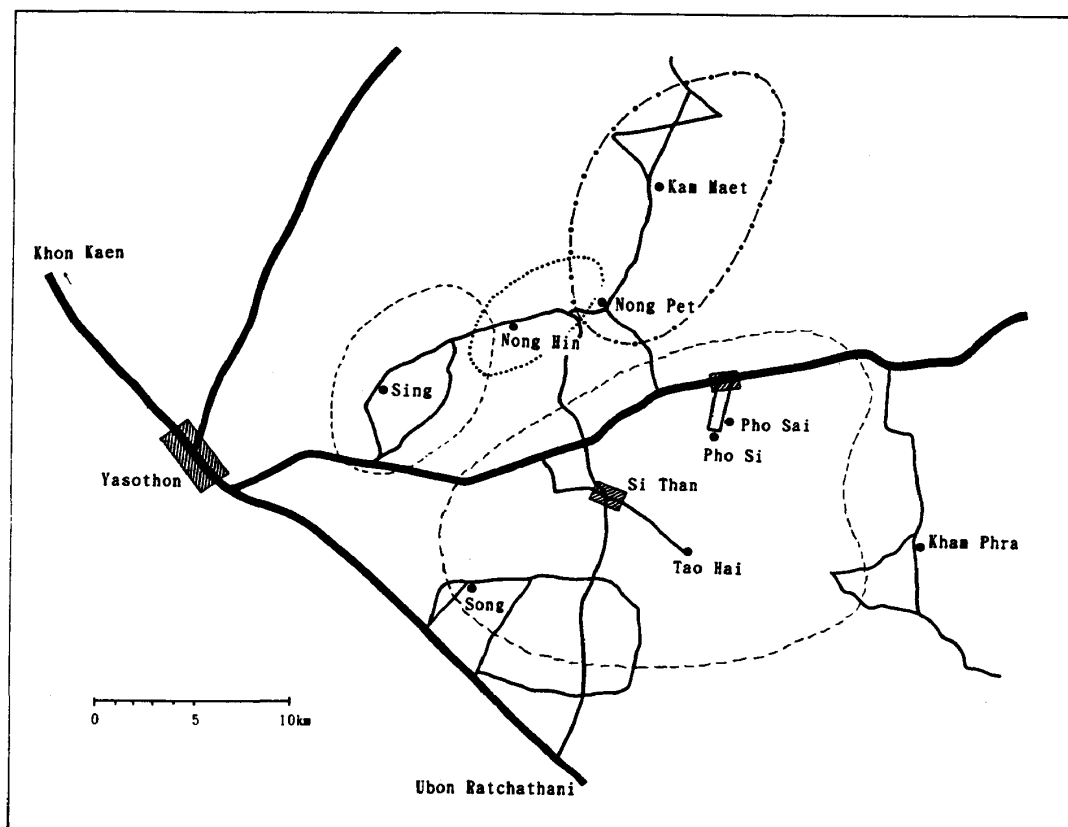 Kam Maet
Khon Kaen
Nong Pet
Nong Hin
Sing
Pho Sai
Pho Si
Yasothon
Si Than
Kham Phra
Tao Hai
Song
0 5 10km
Ubon Ratchathani